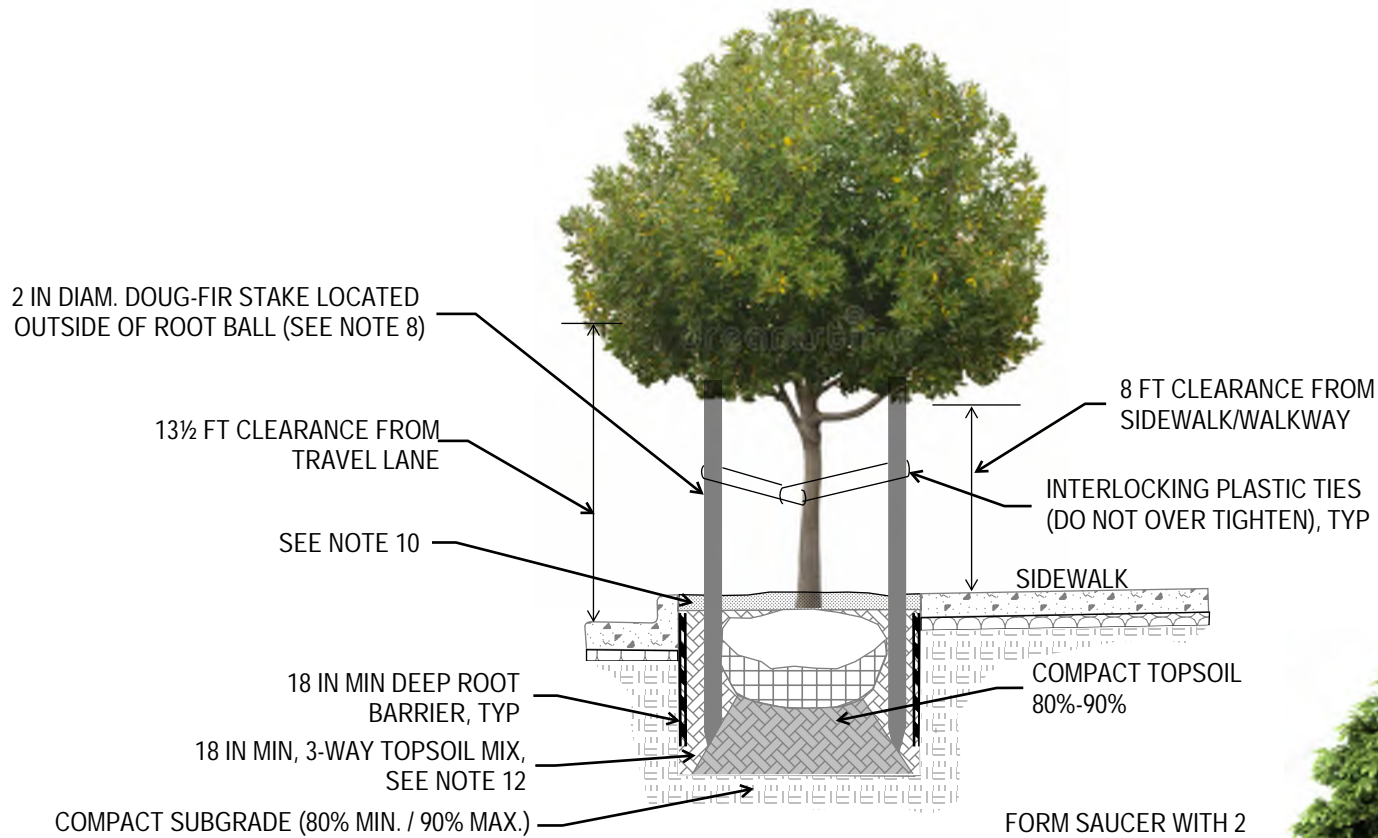 2 IN DIAM. DOUG-FIR STAKE LOCATED
OUTSIDE OF ROOT BALL (SEE NOTE 8)
13½ FT CLEARANCE FROM
TRAVEL LANE
SEE NOTE 10
18 IN MIN DEEP ROOT
BARRIER, TYP
18 IN MIN, 3-WAY TOPSOIL MIX,
SEE NOTE 12
COMPACT SUBGRADE (80% MIN. / 90% MAX.)
8 FT CLEARANCE FROM
SIDEWALK/WALKWAY
INTERLOCKING PLASTIC TIES
(DO NOT OVER TIGHTEN), TYP
SIDEWALK
COMPACT TOPSOIL
80%-90%
FORM SAUCER WITH 2